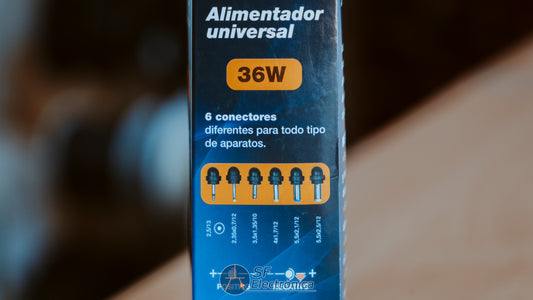 Alimentador
universal
36W
6 conectores
diferentes para todo tipo
de aparatos.
2,5/13
2,35x0,7/12
3,5x1,35/10
4x1,7/12
5,5x2,1/12
5,5x2,5/12
SF
Electrónica